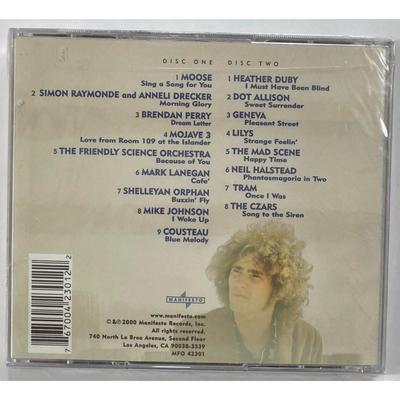 DISC ONE
1 MOOSE
Sing a Song for You
2 SIMON RAYMONDE and ANNELI DRECKER
Morning Glory
3 BRENDAN PERRY
Dream Letter
4 MOJAVE 3
Love from Room 109 at the Islander
5 THE FRIENDLY SCIENCE ORCHESTRA
Because of You
6 MARK LANEGAN
Cafe'
7 SHELLEYAN ORPHAN
Buzzin' Fly
8 MIKE JOHNSON
I Woke Up
9 COUSTEAU
Blue Melody
DISC TWO
1 HEATHER DUBY
I Must Have Been Blind
2 DOT ALLISON
Sweet Surrender
3 GENEVA
Pleasant Street
4 LILYS
Strange Feelin'
5 THE MAD SCENE
Happy Time
6 NEIL HALSTEAD
Phantasmagoria in Two
7 TRAM
Once I Was
8 THE CZARS
Song to the Siren
7 67004 23012 2
MANIFESTO
www.manifesto.com
© & ℗ 2000 Manifesto Records, Inc.
All rights reserved.
740 North La Brea Avenue, Second Floor
Los Angeles, CA 90038-3339
MFO 42301